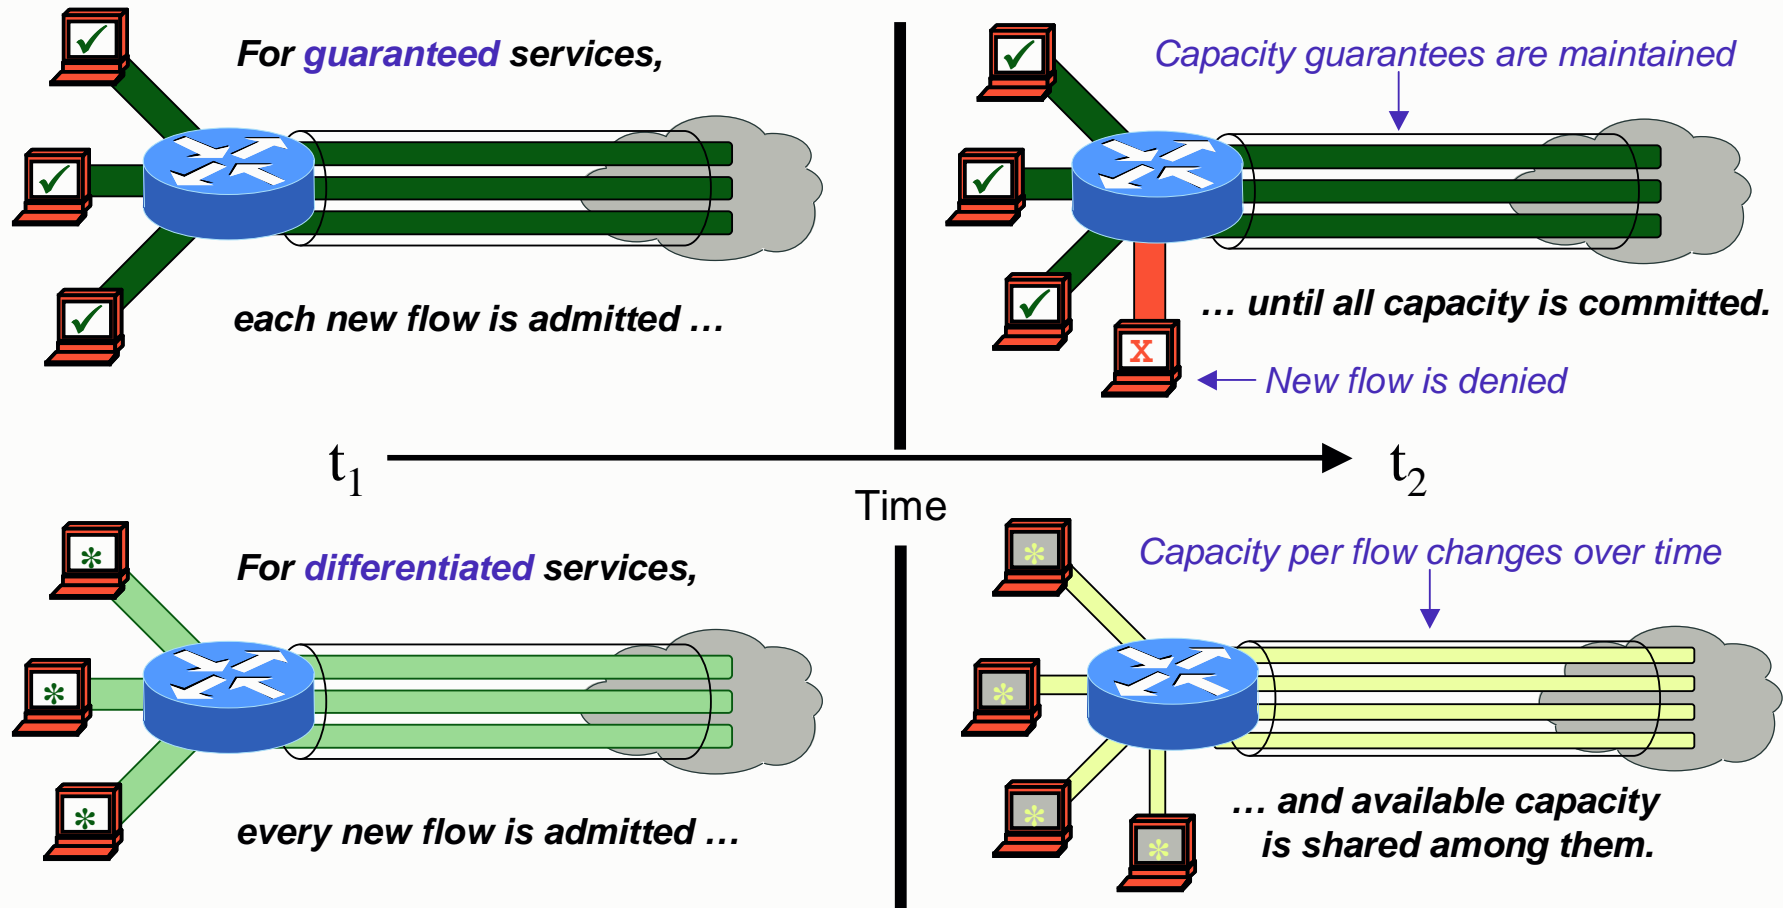 For guaranteed services,
each new flow is admitted …
Capacity guarantees are maintained
… until all capacity is committed.
X
New flow is denied
t1
t2
Time
For differentiated services,
*
*
*
every new flow is admitted …
Capacity per flow changes over time
*
*
*
*
… and available capacity
is shared among them.